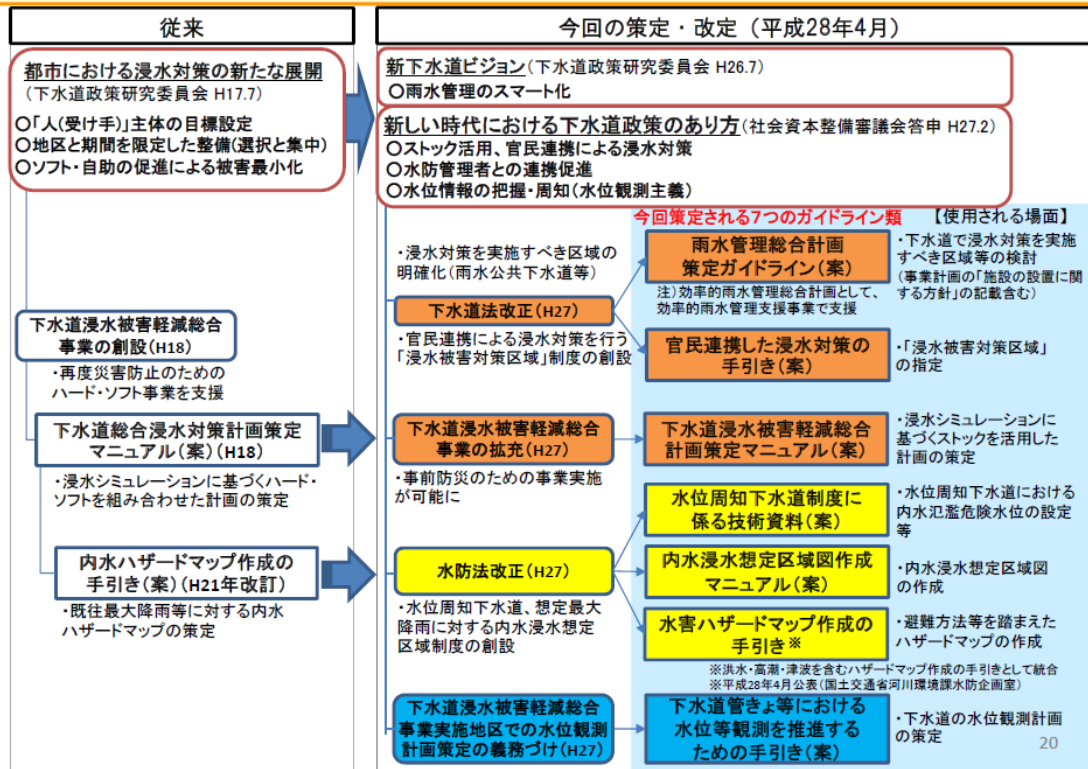 従来
今回の策定・改定（平成28年4月）
都市における浸水対策の新たな展開
（下水道政策研究委員会 H17.7）
○「人(受け手)」主体の目標設定
○地区と期間を限定した整備(選択と集中)
○ソフト・自助の促進による被害最小化
新下水道ビジョン（下水道政策研究委員会 H26.7）
○雨水管理のスマート化
新しい時代における下水道政策のあり方（社会資本整備審議会答申 H27.2）
○ストック活用、官民連携による浸水対策
○水防管理者との連携促進
○水位情報の把握・周知（水位観測主義）
下水道浸水被害軽減総合
事業の創設（H18）
・再度災害防止のための
ハード・ソフト事業を支援
下水道総合浸水対策計画策定
マニュアル（案）（H18）
・浸水シミュレーションに基づくハード・
ソフトを組み合わせた計画の策定
内水ハザードマップ作成の
手引き（案）（H21年改訂）
・既往最大降雨等に対する内水
ハザードマップの策定
・浸水対策を実施すべき区域の
明確化（雨水公共下水道等）
下水道法改正（H27）
・官民連携による浸水対策を行う
「浸水被害対策区域」制度の創設
下水道浸水被害軽減総合
事業の拡充（H27）
・事前防災のための事業実施
が可能に
水防法改正（H27）
・水位周知下水道、想定最大
降雨に対する内水浸水想定
区域制度の創設
下水道浸水被害軽減総合
事業実施地区での水位観測
計画策定の義務づけ（H27）
今回策定される7つのガイドライン類
【使用される場面】
雨水管理総合計画
策定ガイドライン（案）
注）効率的雨水管理総合計画として、
効率的雨水管理支援事業で支援
・下水道で浸水対策を実施
すべき区域等の検討
（事業計画の「施設の設置に関
する方針」の記載含む）
官民連携した浸水対策の
手引き（案）
・「浸水被害対策区域」
の指定
下水道浸水被害軽減総合
計画策定マニュアル（案）
・浸水シミュレーションに
基づくストックを活用した
計画の策定
水位周知下水道制度に
係る技術資料（案）
・水位周知下水道における
内水氾濫危険水位の設定
等
内水浸水想定区域図作成
マニュアル（案）
・内水浸水想定区域図
の作成
水害ハザードマップ作成の
手引き※
・避難方法等を踏まえた
ハザードマップの作成
※洪水・高潮・津波を含むハザードマップ作成の手引きとして統合
※平成28年4月公表（国土交通省河川環境課水防企画室）
下水道管きょ等における
水位等観測を推進する
ための手引き（案）
・下水道の水位観測計画
の策定
20